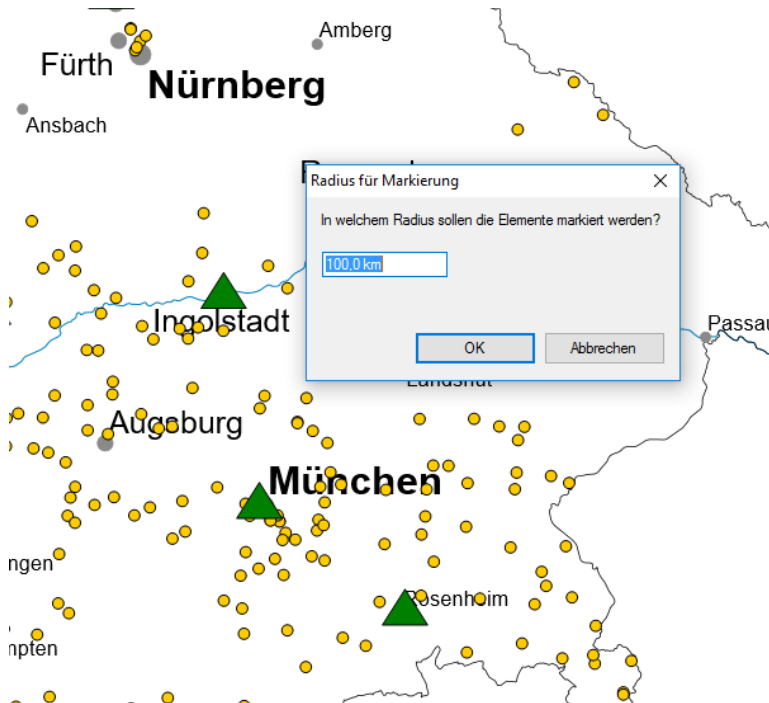 Amberg
Fürth
Nürnberg
Ansbach
Radius für Markierung
In welchem Radius sollen die Elemente markiert werden?
100,0 km
OK
Abbrechen
Ingolstadt
Passau
Landshut
Augsburg
München
ngen
Rosenheim
npten